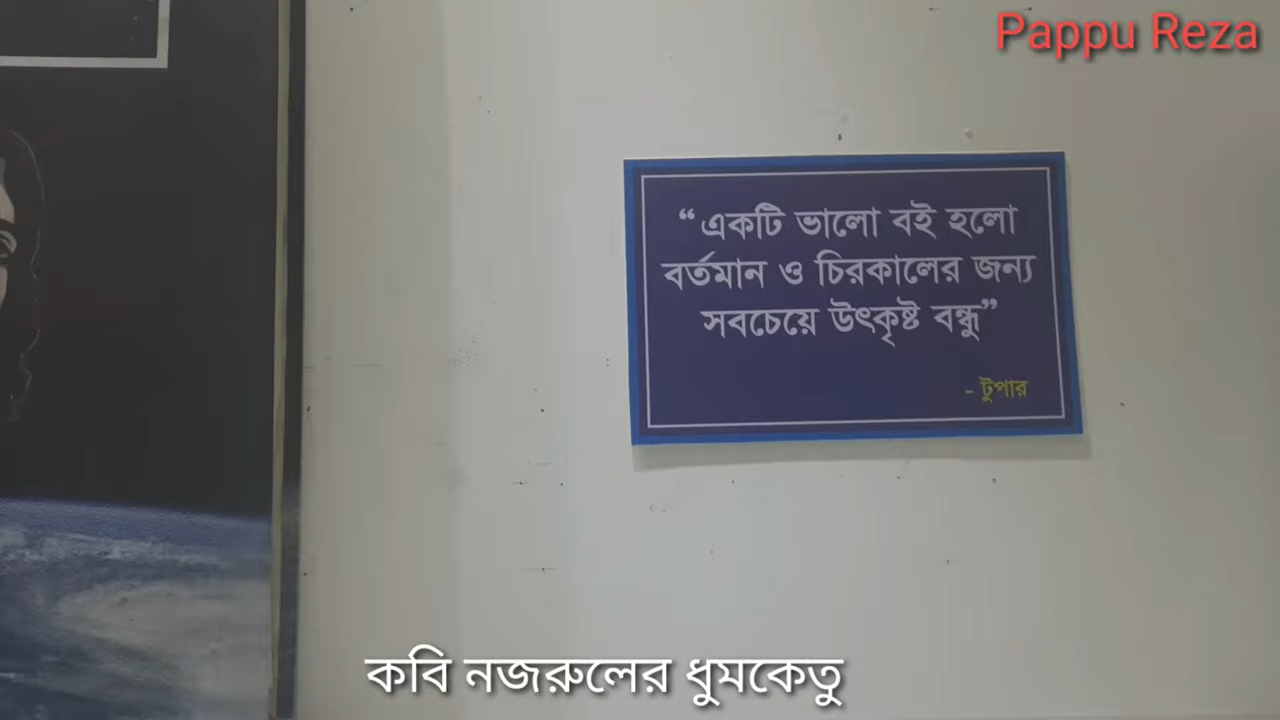 Pappu Reza
“একটি ভালো বই হলো
বর্তমান ও চিরকালের জন্য
সবচেয়ে উৎকৃষ্ট বন্ধু”
- টুপার
কবি নজরুলের ধুমকেতু